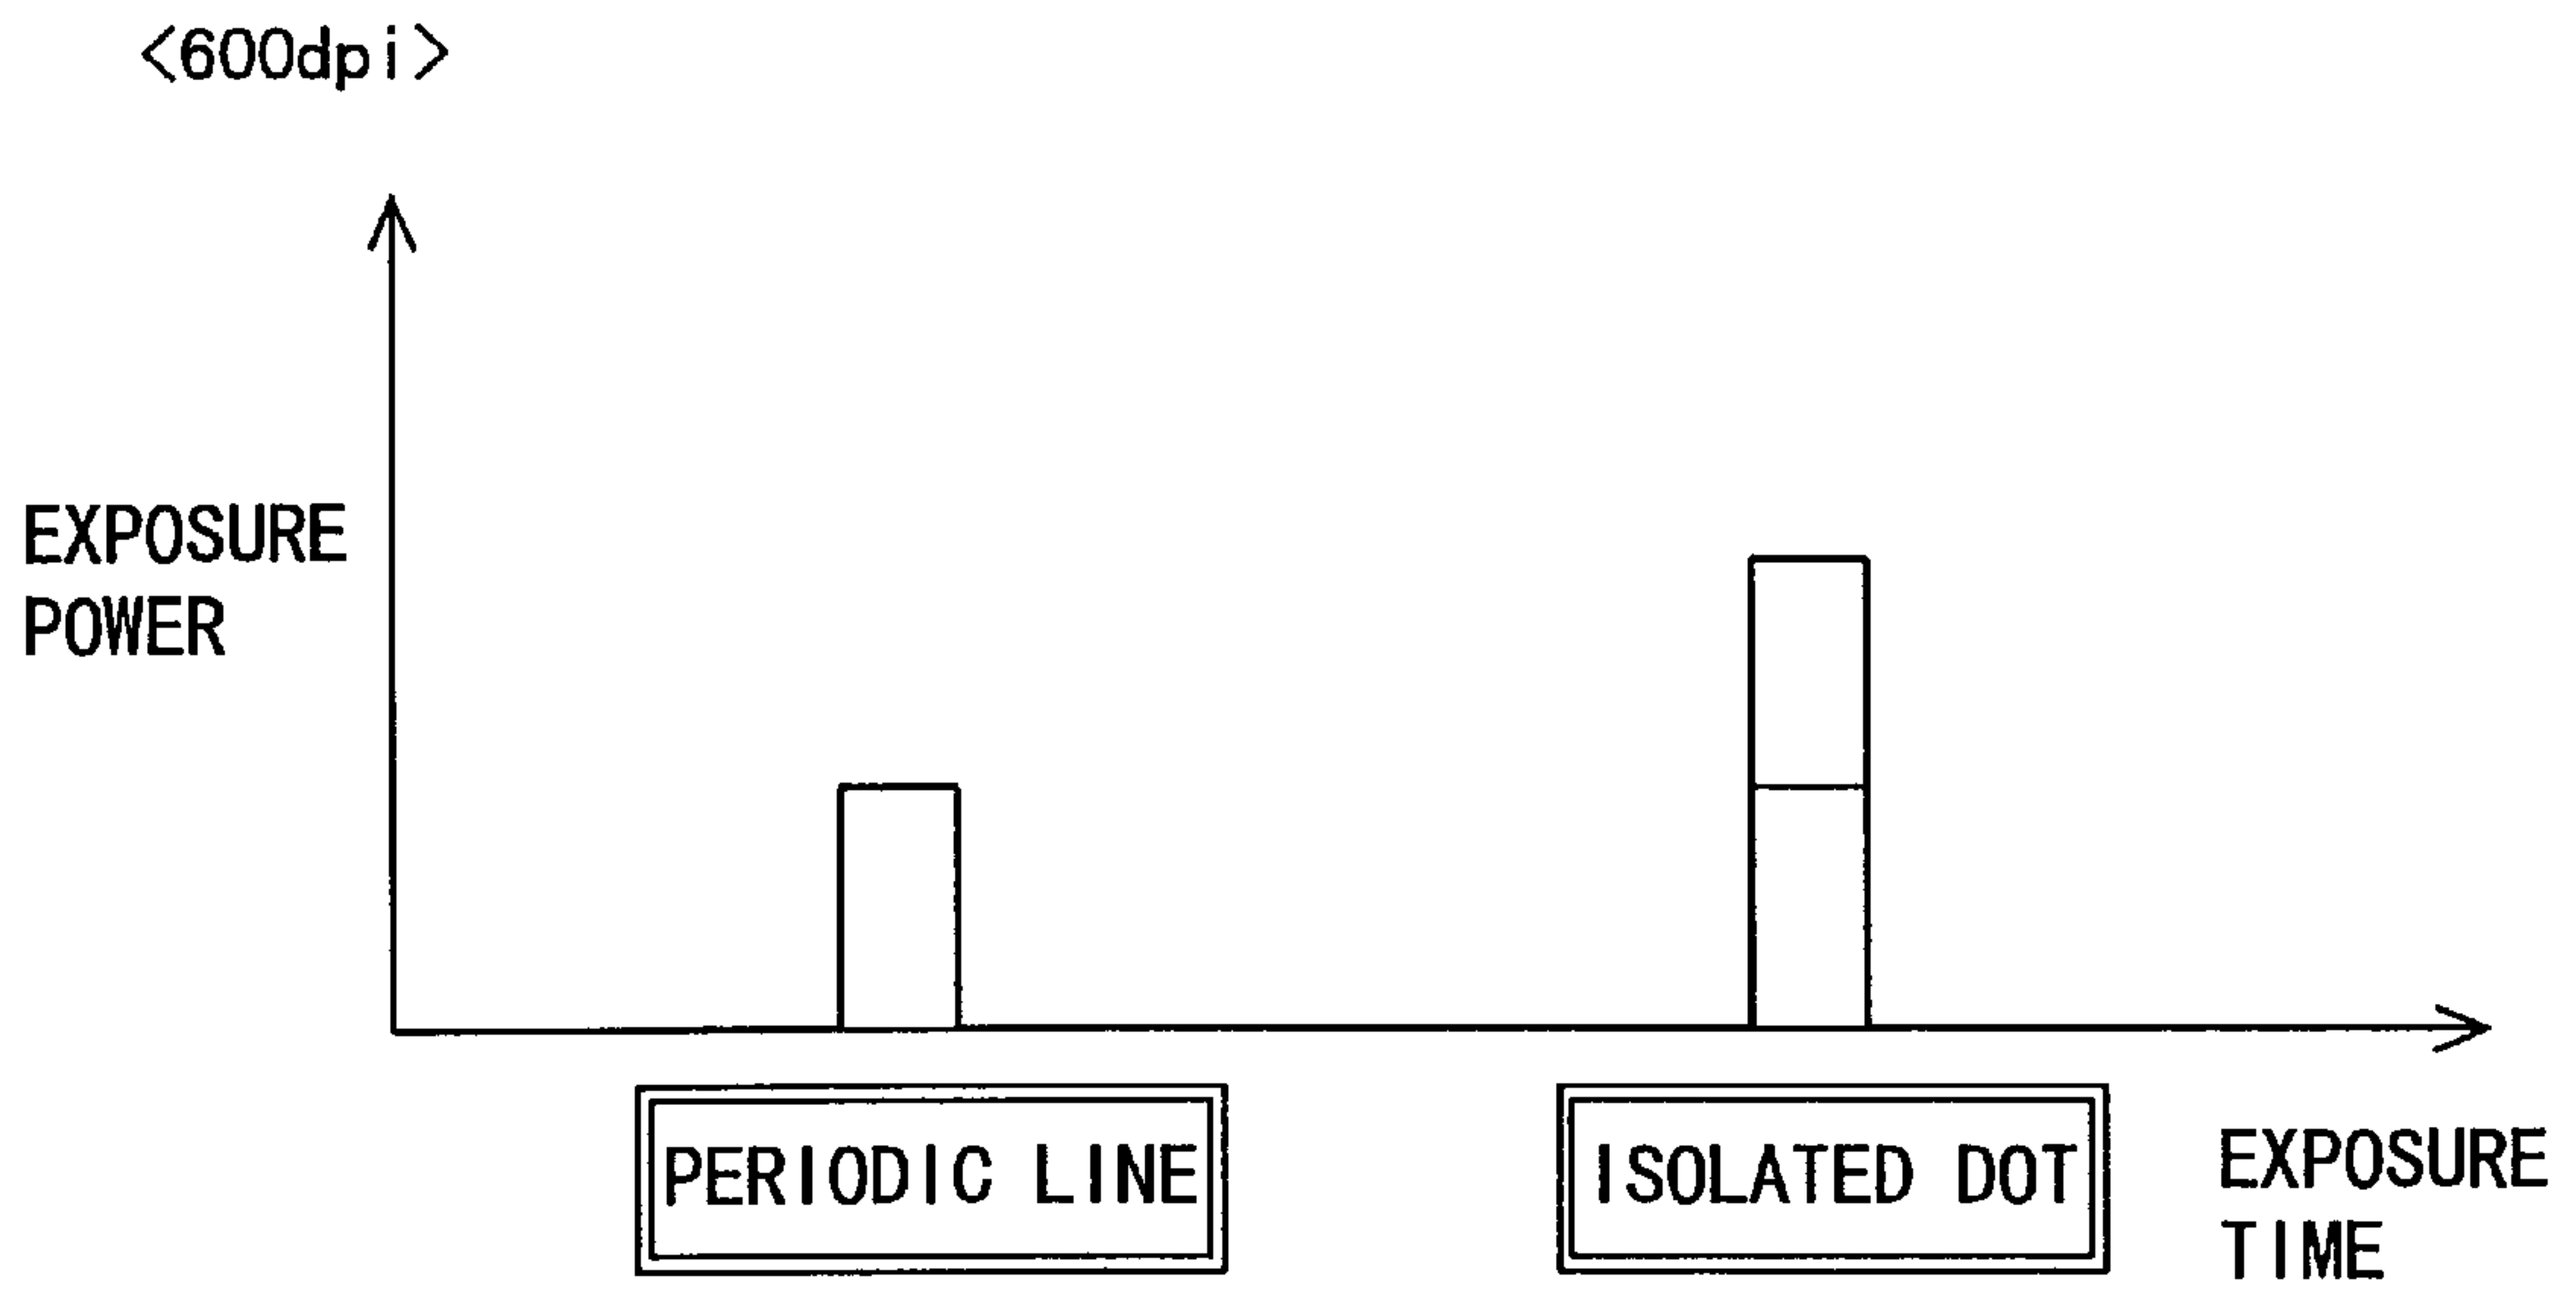 <600dpi>
EXPOSURE
POWER
PERIODIC LINE
ISOLATED DOT
EXPOSURE
TIME